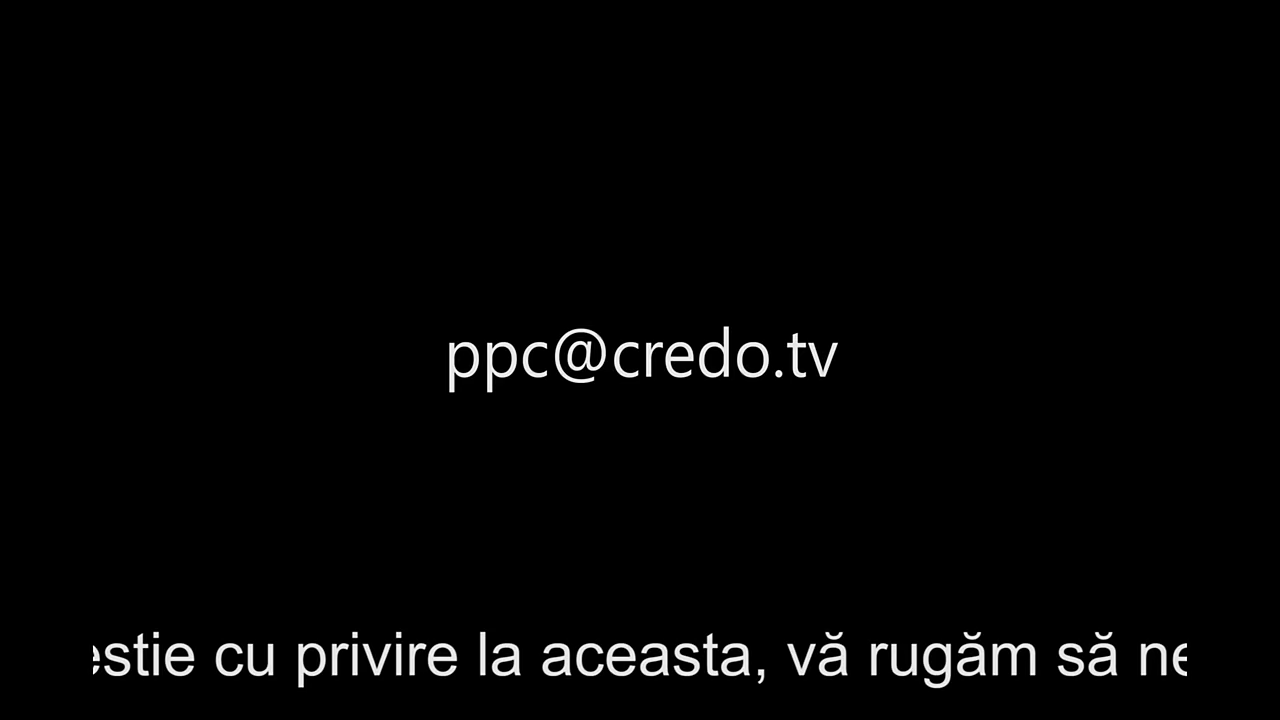 ppc@credo.tv
estie cu privire la aceasta, vă rugăm să ne